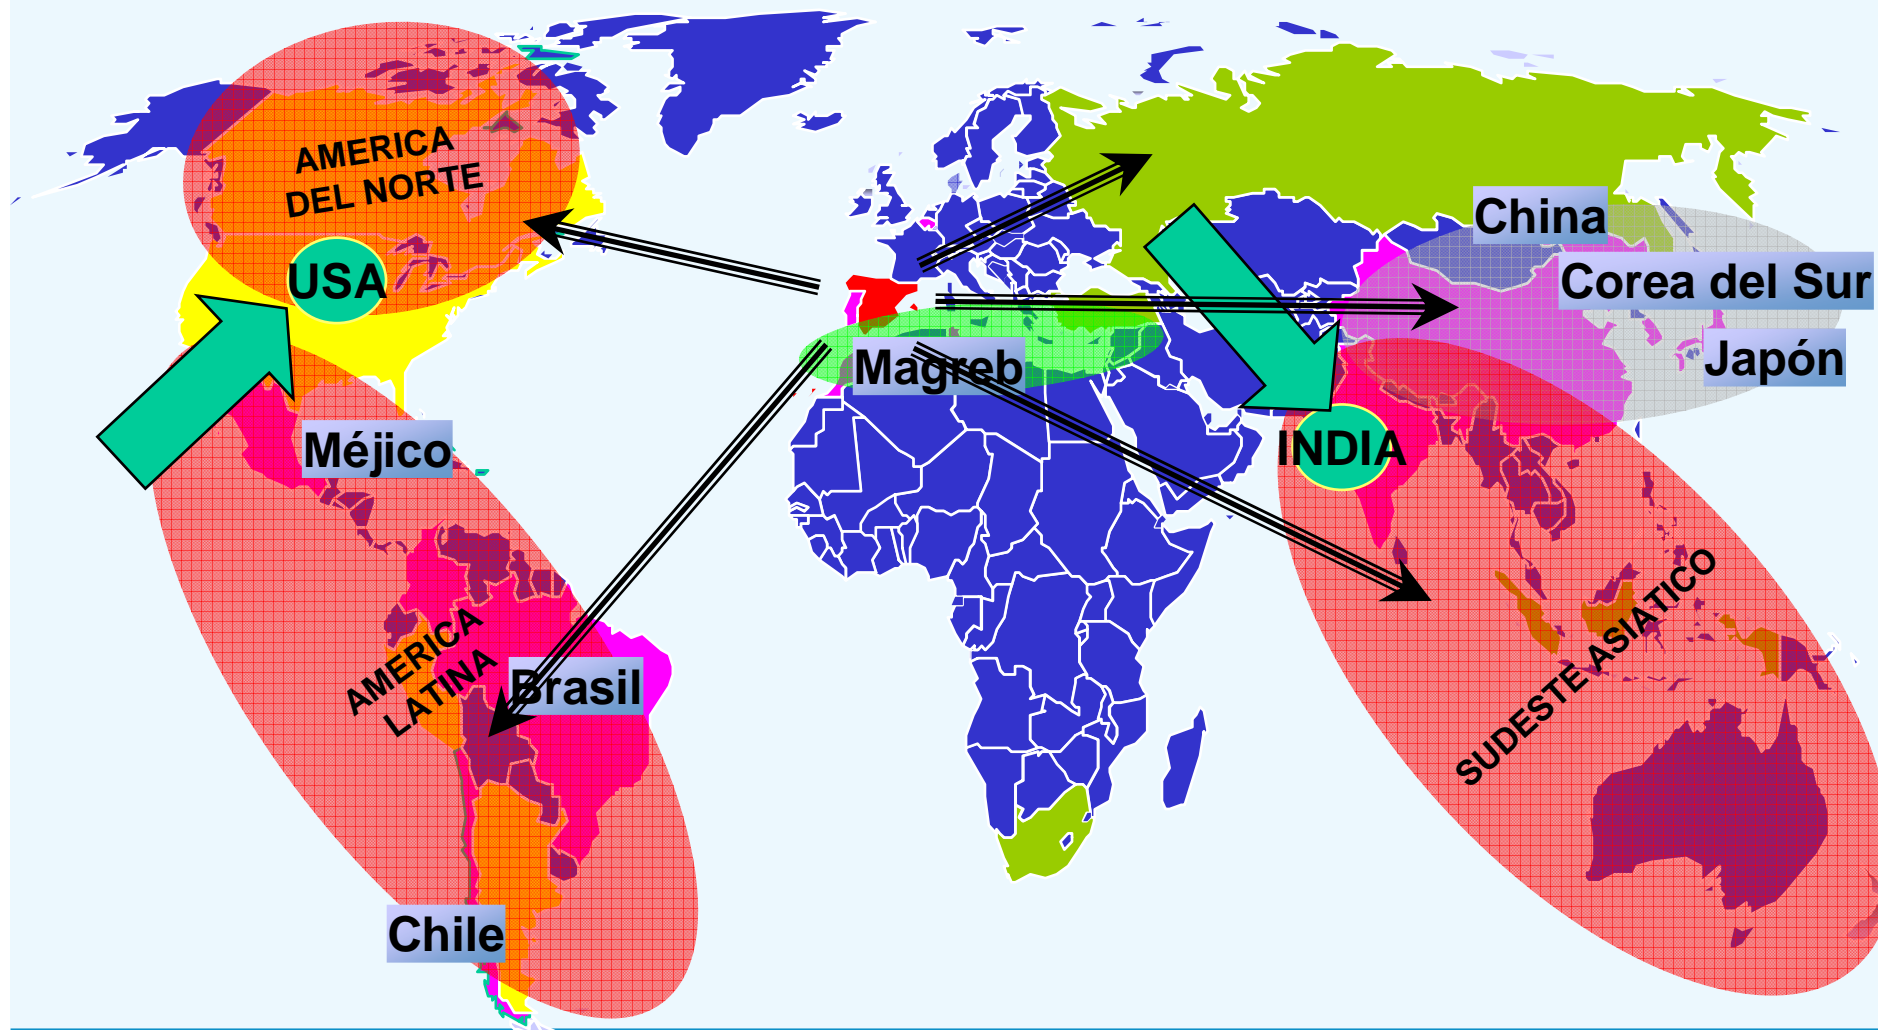 AMERICA
DEL NORTE
USA
China
Corea del Sur
Japón
Magreb
Méjico
INDIA
AMERICA
LATINA
Brasil
SUDESTE ASIATICO
Chile